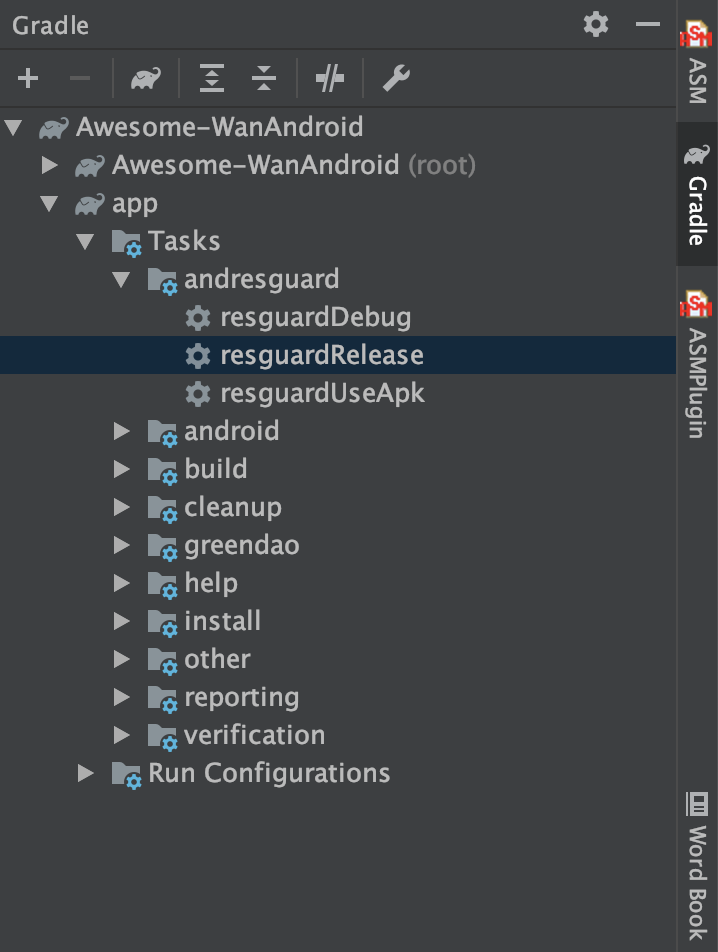 Gradle
Awesome-WanAndroid
Awesome-WanAndroid (root)
app
Tasks
andresguard
resguardDebug
resguardRelease
resguardUseApk
android
build
cleanup
greendao
help
install
other
reporting
verification
Run Configurations
ASM
Gradle
ASMPlugin
Word Book